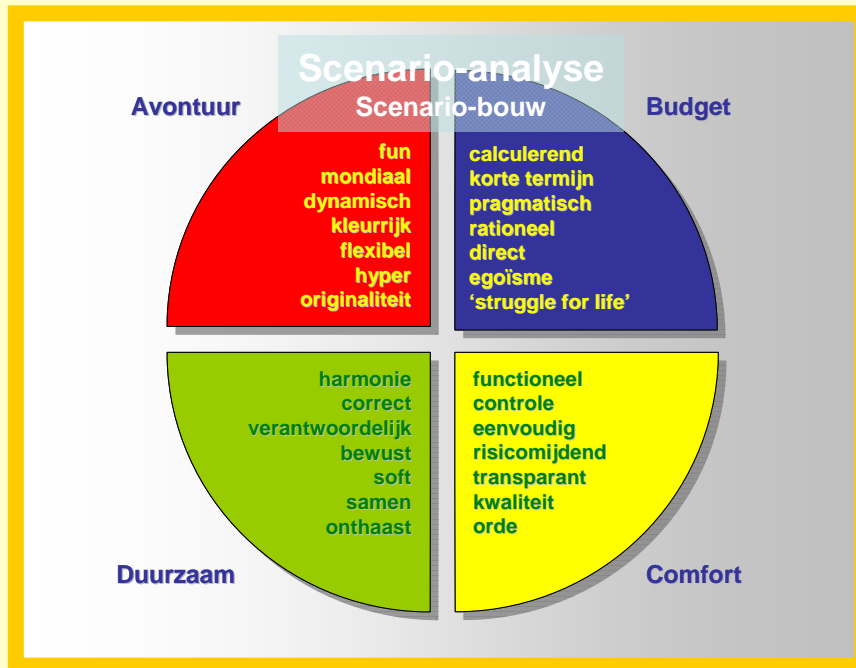 Scenario-analyse
Scenario-bouw
Avontuur
Budget
fun
mondiaal
dynamisch
kleurrijk
flexibel
hyper
originaliteit
calculerend
korte termijn
pragmatisch
rationeel
direct
egoïsme
‘struggle for life’
harmonie
correct
verantwoordelijk
bewust
soft
samen
onthaast
functioneel
controle
eenvoudig
risicomijdend
transparant
kwaliteit
orde
Duurzaam
Comfort